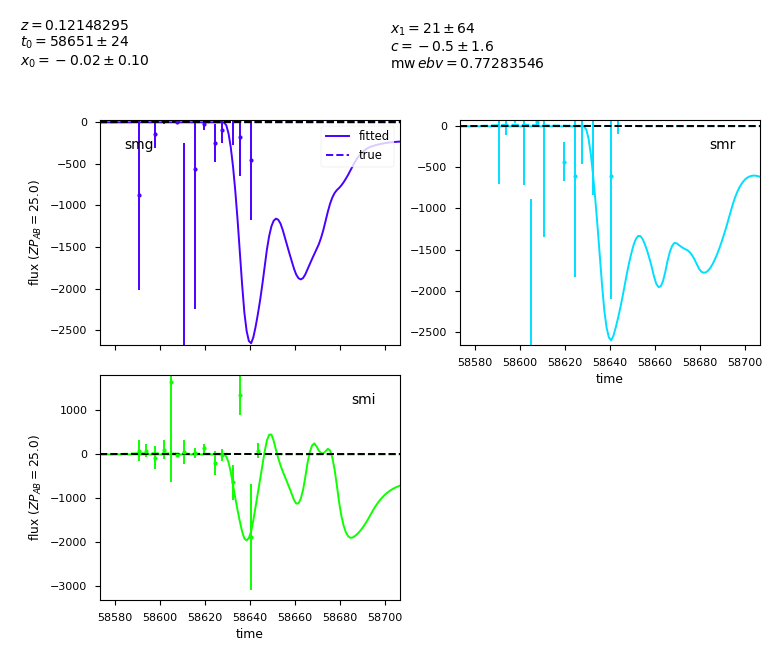 z = 0.12148295
t0 = 58651 ± 24
x0 = −0.02 ± 0.10
x1 = 21 ± 64
c = −0.5 ± 1.6
mw ebv = 0.77283546
smg
fitted
true
0
−500
−1000
−1500
−2000
−2500
flux (ZP_AB = 25.0)
smr
0
−500
−1000
−1500
−2000
−2500
58580 58600 58620 58640 58660 58680 58700
time
smi
1000
0
−1000
−2000
−3000
flux (ZP_AB = 25.0)
58580 58600 58620 58640 58660 58680 58700
time